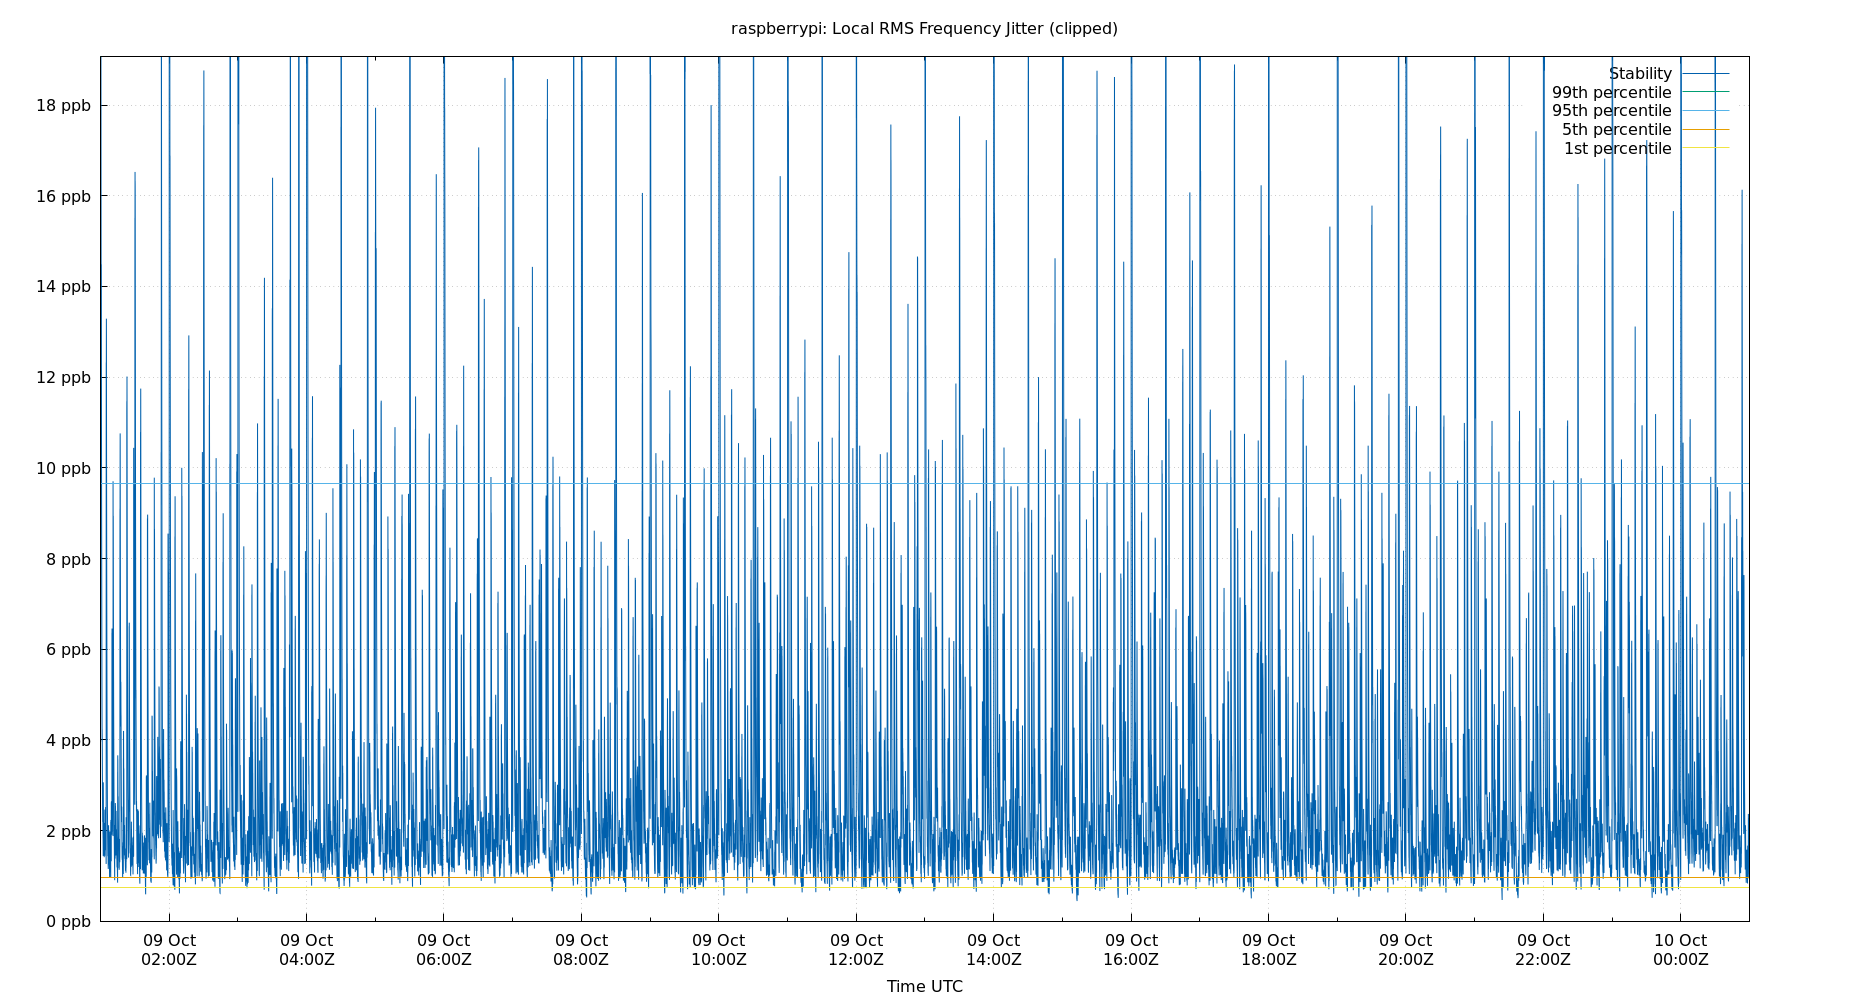 raspberrypi: Local RMS Frequency Jitter (clipped)
Stability
99th percentile
95th percentile
5th percentile
1st percentile
18 ppb
16 ppb
14 ppb
12 ppb
10 ppb
8 ppb
6 ppb
4 ppb
2 ppb
0 ppb
09 Oct 09 Oct 09 Oct 09 Oct 09 Oct 09 Oct 09 Oct 09 Oct 09 Oct 09 Oct 09 Oct 10 Oct
02:00Z 04:00Z 06:00Z 08:00Z 10:00Z 12:00Z 14:00Z 16:00Z 18:00Z 20:00Z 22:00Z 00:00Z
Time UTC